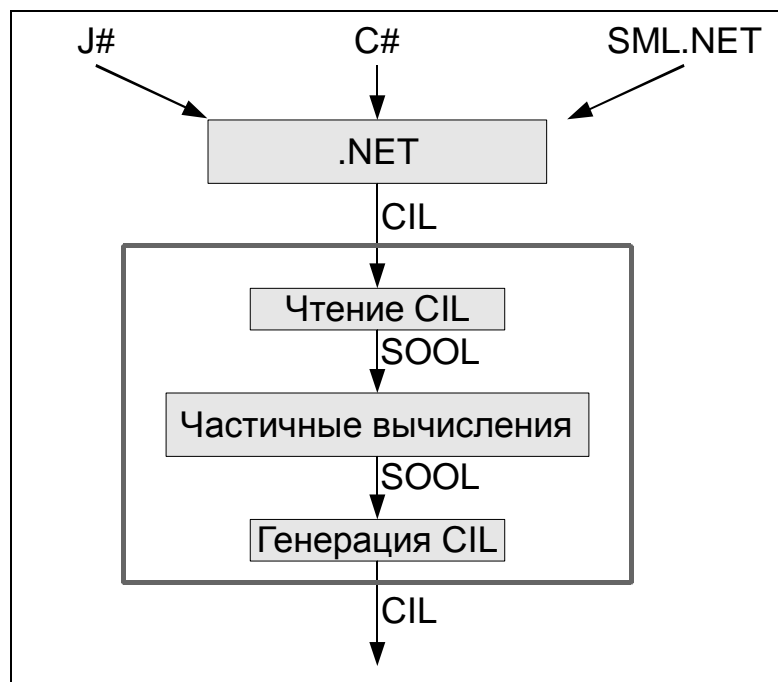 J#
C#
SML.NET
.NET
CIL
Чтение CIL
SOOL
Частичные вычисления
SOOL
Генерация CIL
CIL